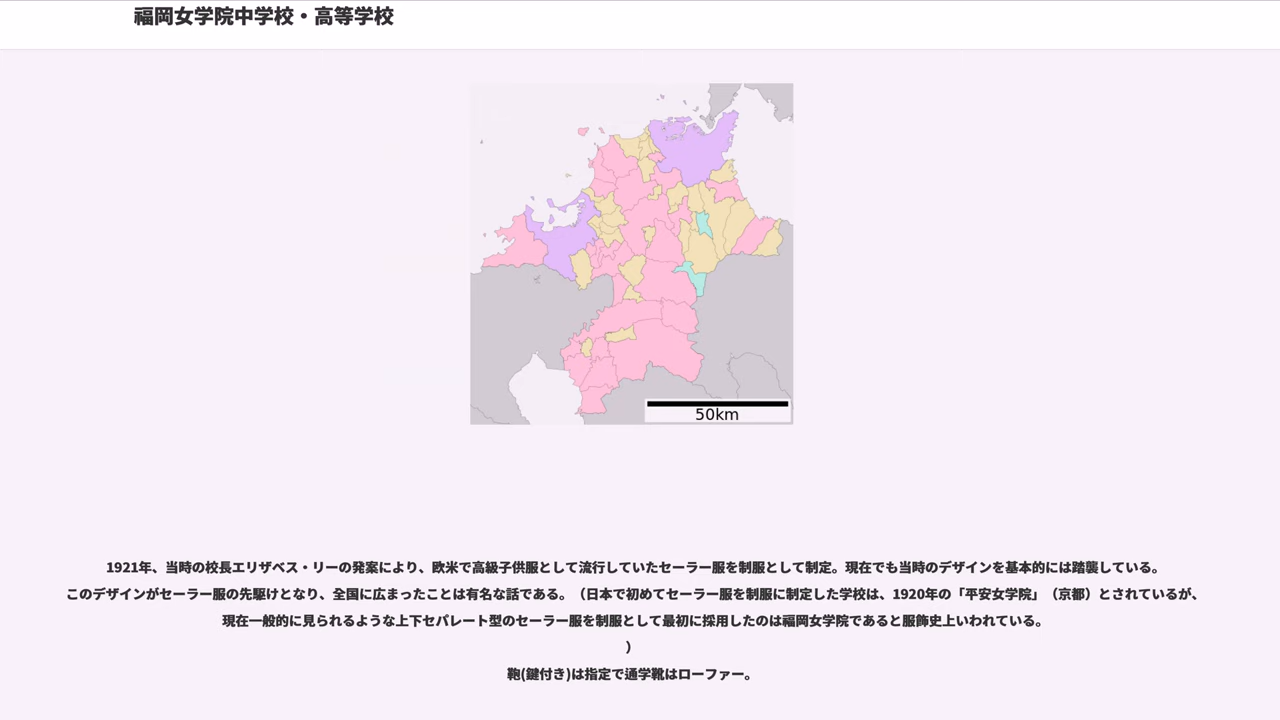 福岡女学院中学校・高等学校
50km
1921年、当時の校長エリザベス・リーの発案により、欧米で高級子供服として流行していたセーラー服を制服として制定。現在でも当時のデザインを基本的には踏襲している。
このデザインがセーラー服の先駆けとなり、全国に広まったことは有名な話である。（日本で初めてセーラー服を制服に制定した学校は、1920年の「平安女学院」（京都）とされているが、
現在一般的に見られるような上下セパレート型のセーラー服を制服として最初に採用したのは福岡女学院であると服飾史上いわれている。
）
鞄(鍵付き)は指定で通学靴はローファー。